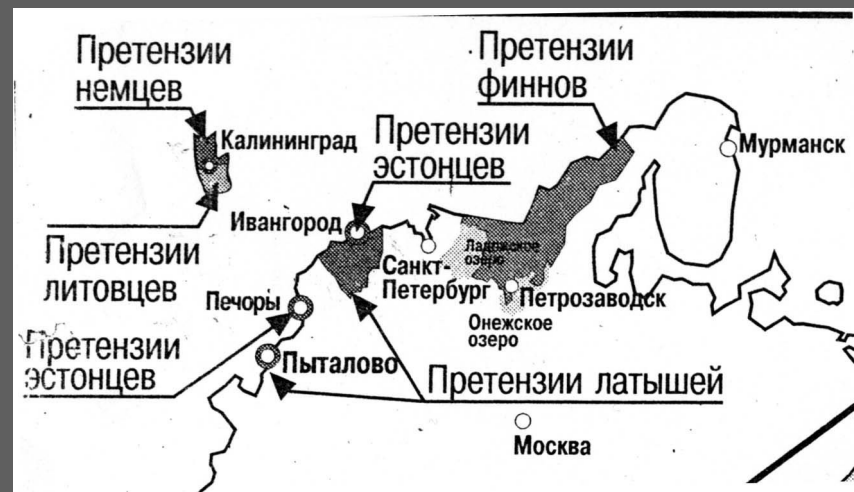 Претензии
немцев
Претензии
финнов
Калининград
Претензии
эстонцев
Мурманск
Ивангород
Претензии
литовцев
Ладожское
озеро
Санкт-
Петербург
Петрозаводск
Онежское
озеро
Печоры
Претензии
эстонцев
Пыталово
Претензии латышей
Москва